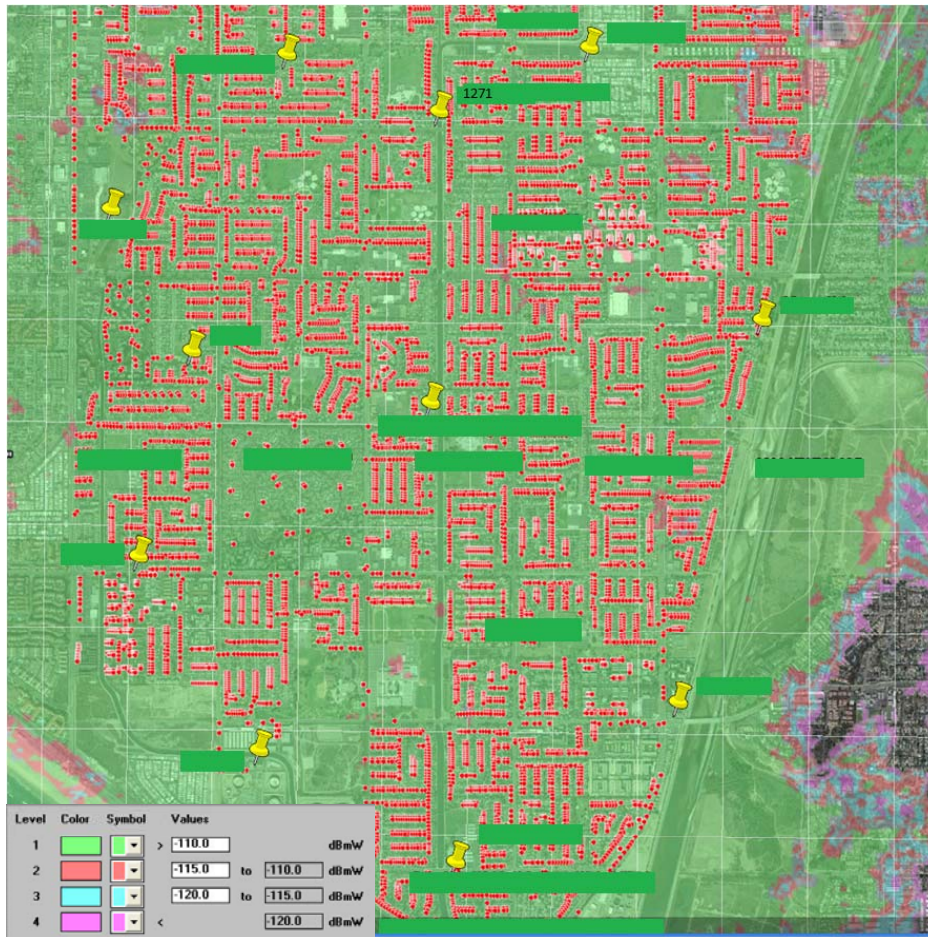 1271
Level Color Symbol Values
1 > -110.0 dBmW
2 -115.0 to -110.0 dBmW
3 -120.0 to -115.0 dBmW
4 < -120.0 dBmW